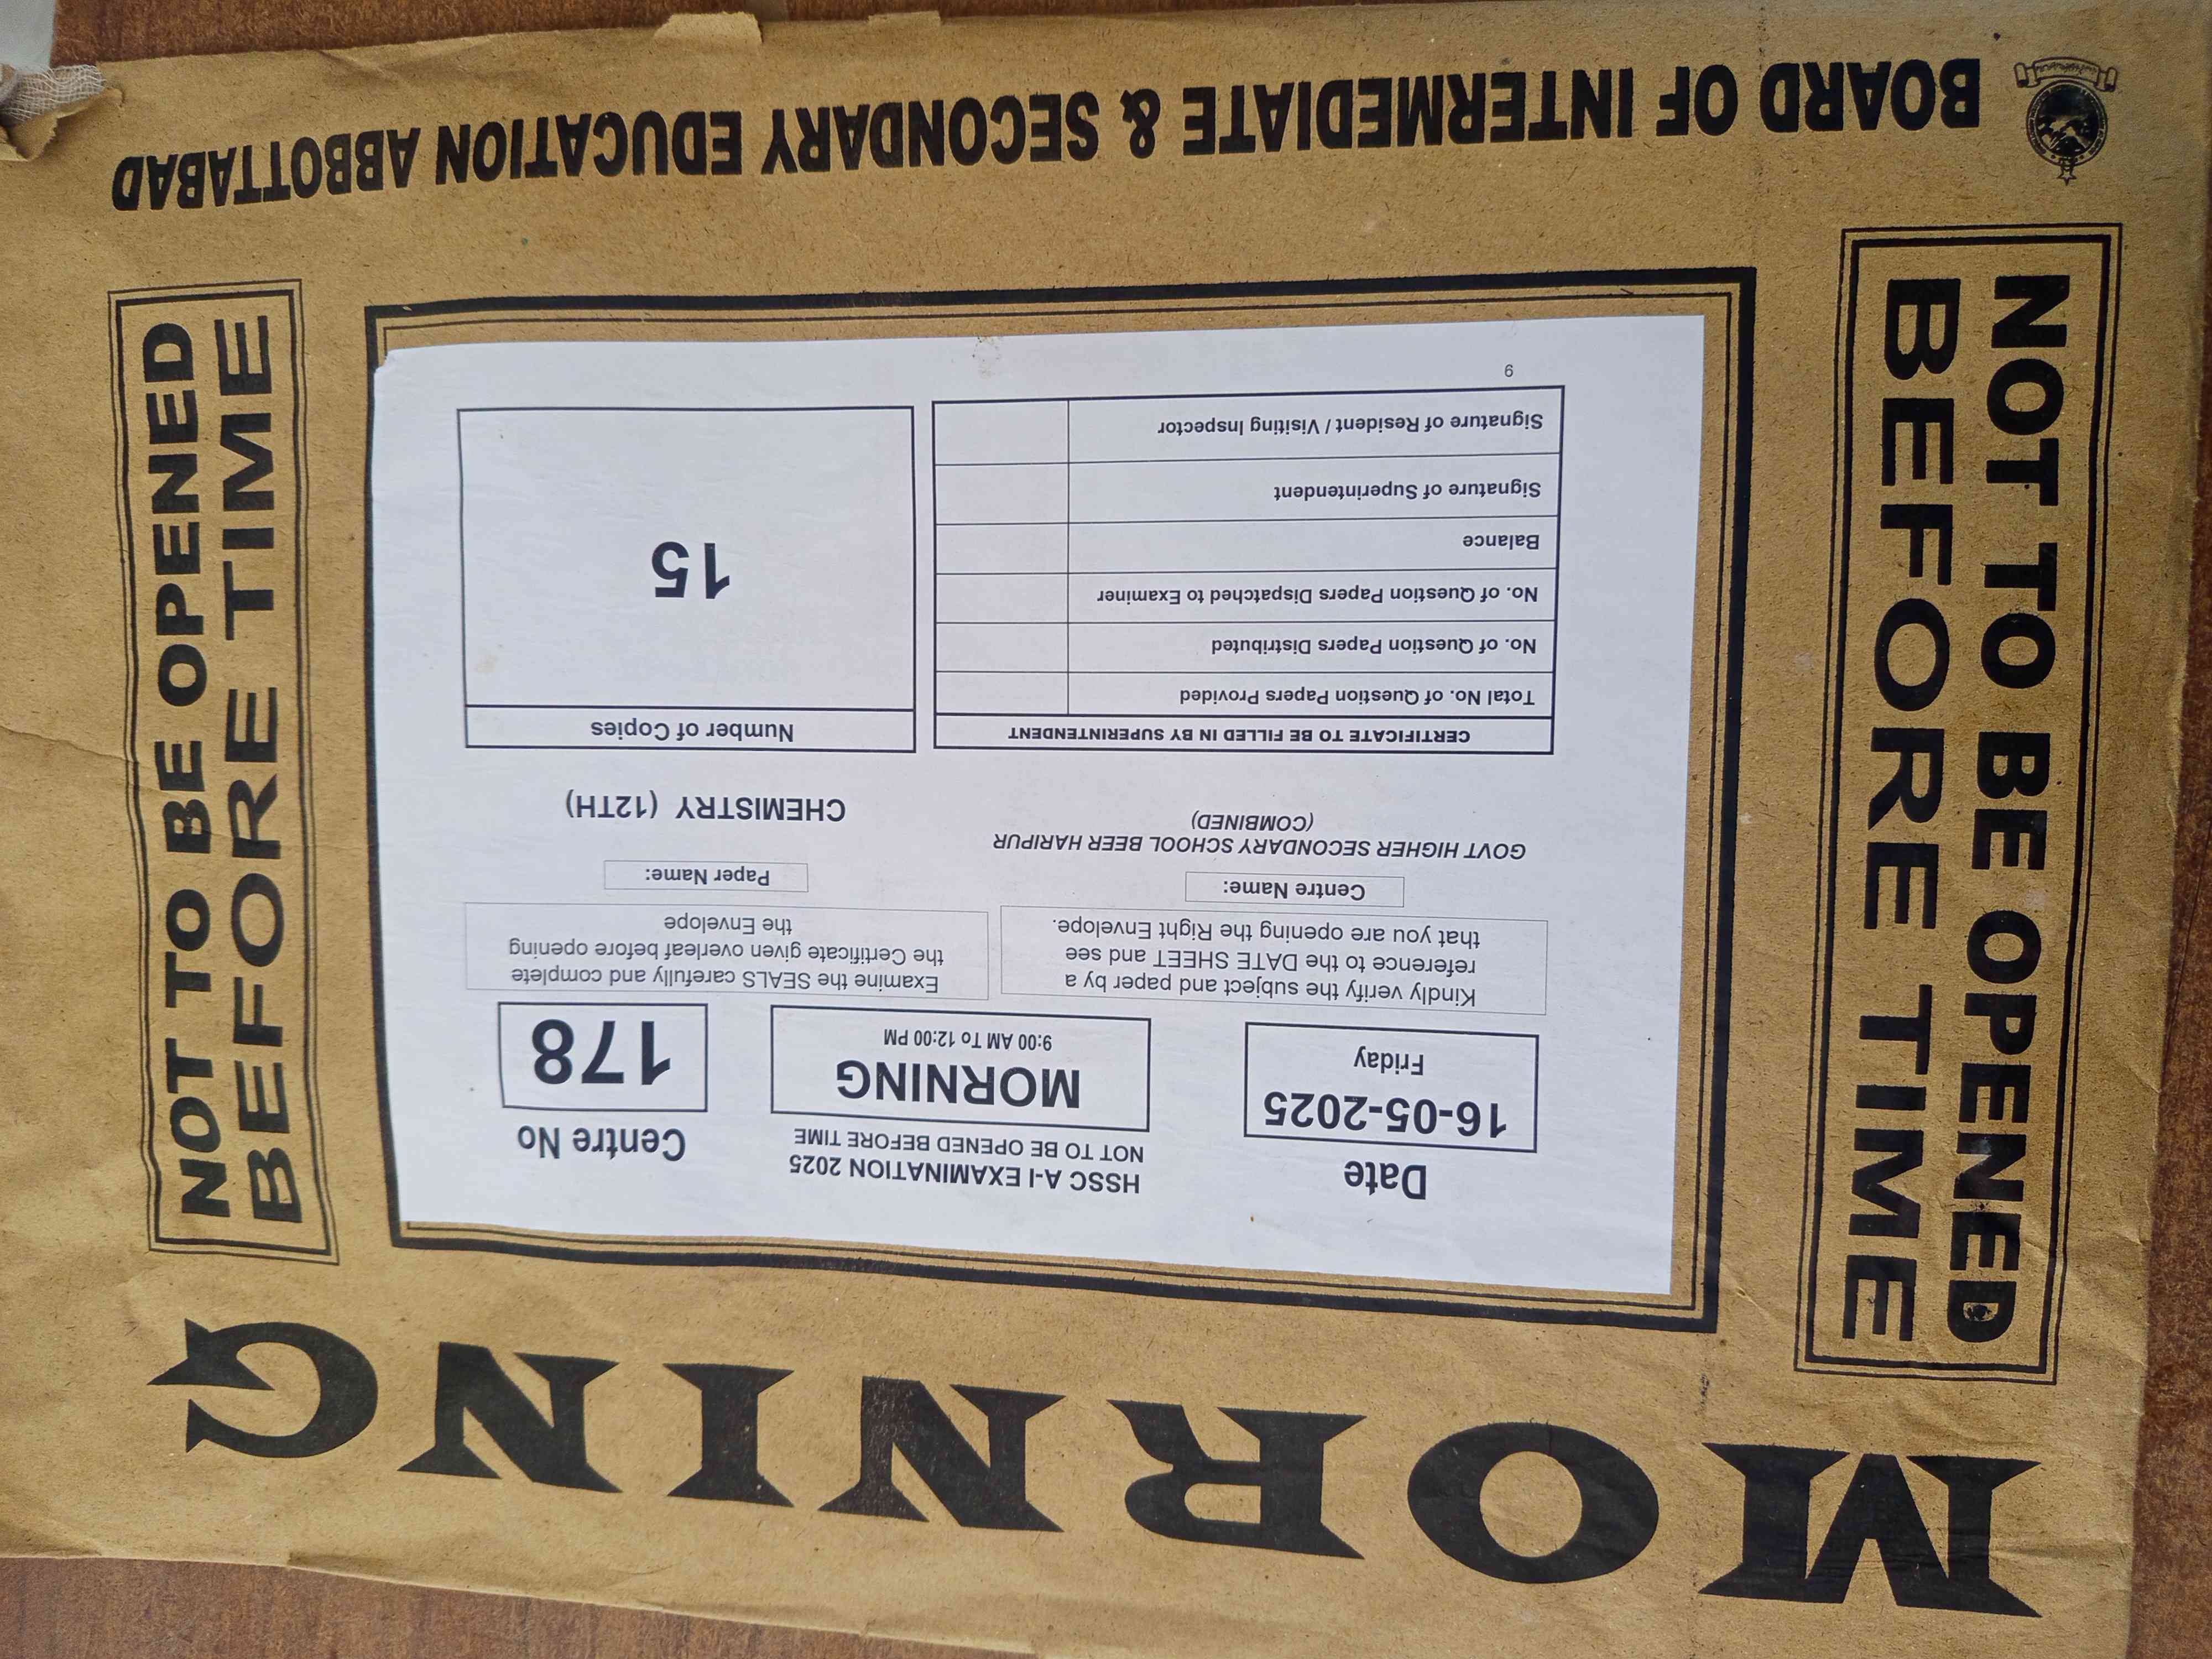 MORNING
NOT TO BE OPENED
BEFORE TIME
Date
16-05-2025
Friday
HSSC A-I EXAMINATION 2025
NOT TO BE OPENED BEFORE TIME
MORNING
9:00 AM To 12:00 PM
Centre No
178
Kindly verify the subject and paper by a
reference to the DATE SHEET and see
that you are opening the Right Envelope.
Examine the SEALS carefully and complete
the Certificate given overleaf before opening
the Envelope
Centre Name:
GOVT HIGHER SECONDARY SCHOOL BEER HARIPUR
(COMBINED)
Paper Name:
CHEMISTRY (12TH)
CERTIFICATE TO BE FILLED IN BY SUPERINTENDENT
Total No. of Question Papers Provided
No. of Question Papers Distributed
No. of Question Papers Dispatched to Examiner
Balance
Signature of Superintendent
Signature of Resident / Visiting Inspector
Number of Copies
15
9
NOT TO BE OPENED
BEFORE TIME
BOARD OF INTERMEDIATE & SECONDARY EDUCATION ABBOTTABAD